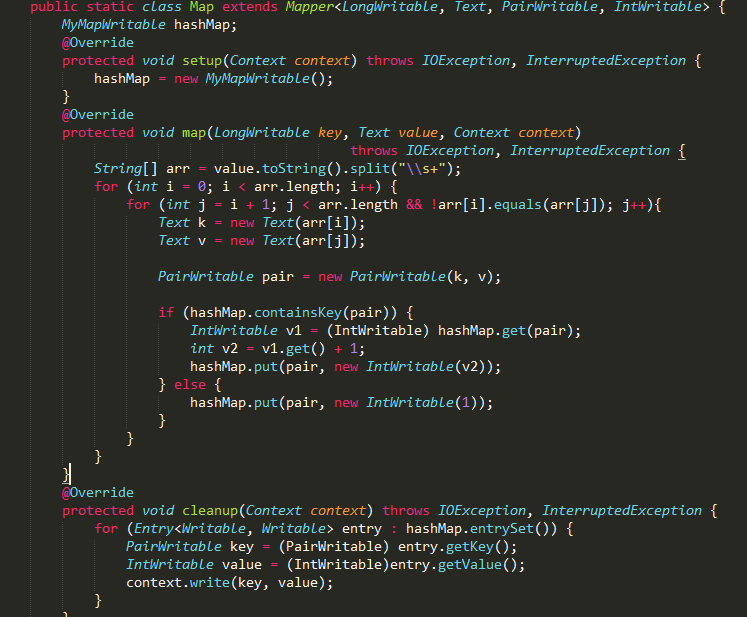 public static class Map extends Mapper<LongWritable, Text, PairWritable, IntWritable> {
MyMapWritable hashMap;
@Override
protected void setup(Context context) throws IOException, InterruptedException {
hashMap = new MyMapWritable();
}
@Override
protected void map(LongWritable key, Text value, Context context)
throws IOException, InterruptedException {
String[] arr = value.toString().split("\\s+");
for (int i = 0; i < arr.length; i++) {
for (int j = i + 1; j < arr.length && !arr[i].equals(arr[j]); j++){
Text k = new Text(arr[i]);
Text v = new Text(arr[j]);
PairWritable pair = new PairWritable(k, v);
if (hashMap.containsKey(pair)) {
IntWritable v1 = (IntWritable) hashMap.get(pair);
int v2 = v1.get() + 1;
hashMap.put(pair, new IntWritable(v2));
} else {
hashMap.put(pair, new IntWritable(1));
}
}
}
}
@Override
protected void cleanup(Context context) throws IOException, InterruptedException {
for (Entry<Writable, Writable> entry : hashMap.entrySet()) {
PairWritable key = (PairWritable) entry.getKey();
IntWritable value = (IntWritable)entry.getValue();
context.write(key, value);
}
}